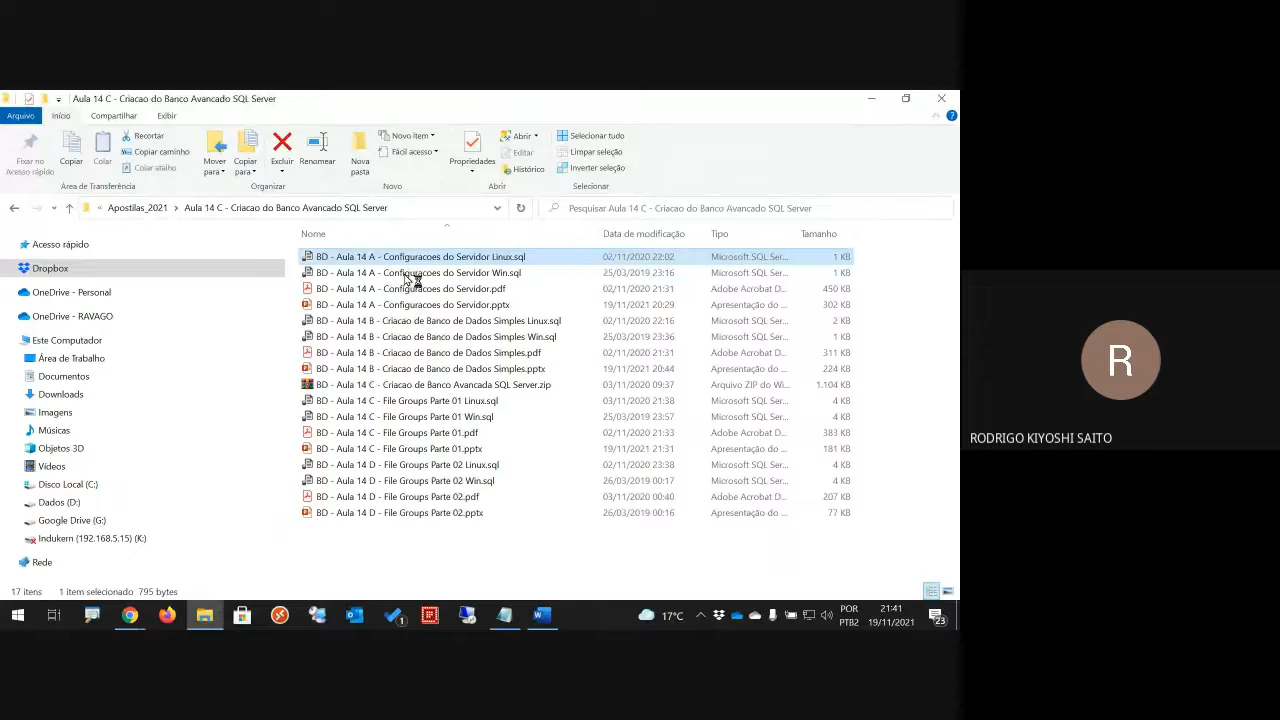 Aula 14 C - Criacao do Banco Avancado SQL Server
Arquivo Início Compartilhar Exibir
Fixar no Acesso rápido
Copiar
Colar
Recortar
Copiar caminho
Colar atalho
Área de Transferência
Mover para
Copiar para
Excluir
Renomear
Organizar
Nova pasta
Novo item
Fácil acesso
Novo
Propriedades
Abrir
Editar
Histórico
Abrir
Selecionar tudo
Limpar seleção
Inverter seleção
Selecionar
« Apostilas_2021 > Aula 14 C - Criacao do Banco Avancado SQL Server
Pesquisar Aula 14 C - Criacao do Banco Avancado SQL Server
Acesso rápido
Dropbox
OneDrive - Personal
OneDrive - RAVAGO
Este Computador
Área de Trabalho
Documentos
Downloads
Imagens
Músicas
Objetos 3D
Vídeos
Disco Local (C:)
Dados (D:)
Google Drive (G:)
Indukern (192.168.5.15) (K:)
Rede
Nome Data de modificação Tipo Tamanho
BD - Aula 14 A - Configuracoes do Servidor Linux.sql 02/11/2020 22:02 Microsoft SQL Ser... 1 KB
BD - Aula 14 A - Configuracoes do Servidor Win.sql 25/03/2019 23:16 Microsoft SQL Ser... 1 KB
BD - Aula 14 A - Configuracoes do Servidor.pdf 02/11/2020 21:31 Adobe Acrobat D... 450 KB
BD - Aula 14 A - Configuracoes do Servidor.pptx 19/11/2021 20:29 Apresentação do ... 302 KB
BD - Aula 14 B - Criacao de Banco de Dados Simples Linux.sql 02/11/2020 22:16 Microsoft SQL Ser... 2 KB
BD - Aula 14 B - Criacao de Banco de Dados Simples Win.sql 25/03/2019 23:36 Microsoft SQL Ser... 1 KB
BD - Aula 14 B - Criacao de Banco de Dados Simples.pdf 02/11/2020 21:31 Adobe Acrobat D... 311 KB
BD - Aula 14 B - Criacao de Banco de Dados Simples.pptx 19/11/2021 20:44 Apresentação do ... 224 KB
BD - Aula 14 C - Criacao de Banco Avancada SQL Server.zip 03/11/2020 09:37 Arquivo ZIP do Wi... 1.104 KB
BD - Aula 14 C - File Groups Parte 01 Linux.sql 03/11/2020 21:38 Microsoft SQL Ser... 4 KB
BD - Aula 14 C - File Groups Parte 01 Win.sql 25/03/2019 23:57 Microsoft SQL Ser... 4 KB
BD - Aula 14 C - File Groups Parte 01.pdf 02/11/2020 21:33 Adobe Acrobat D... 383 KB
BD - Aula 14 C - File Groups Parte 01.pptx 19/11/2021 21:31 Apresentação do ... 181 KB
BD - Aula 14 D - File Groups Parte 02 Linux.sql 02/11/2020 23:38 Microsoft SQL Ser... 4 KB
BD - Aula 14 D - File Groups Parte 02 Win.sql 26/03/2019 00:17 Microsoft SQL Ser... 4 KB
BD - Aula 14 D - File Groups Parte 02.pdf 03/11/2020 00:40 Adobe Acrobat D... 207 KB
BD - Aula 14 D - File Groups Parte 02.pptx 26/03/2019 00:16 Apresentação do ... 77 KB
17 itens 1 item selecionado 795 bytes
1
17°C
POR
PTB2
21:41
19/11/2021
23
R
RODRIGO KIYOSHI SAITO